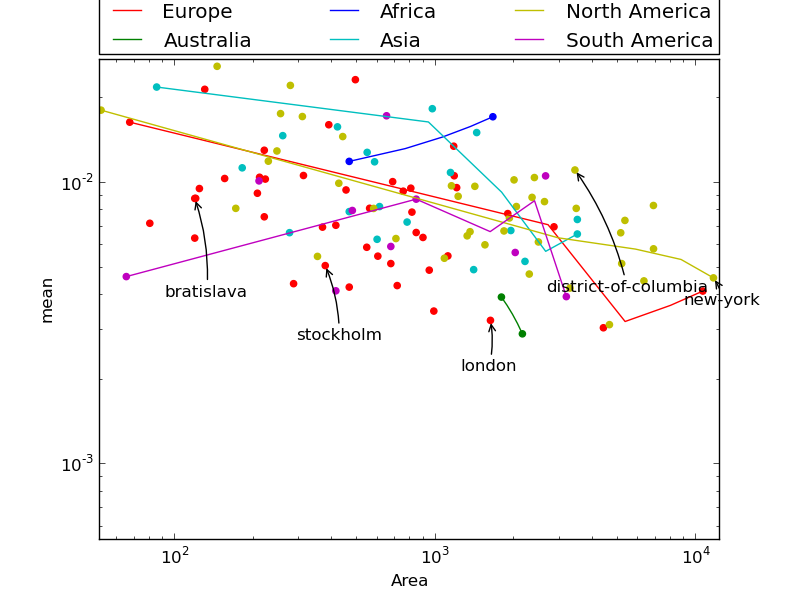 Europe Africa North America
Australia Asia South America
10^-2
10^-3
mean
bratislava
stockholm
london
district-of-columbia
new-york
10^2 10^3 10^4
Area